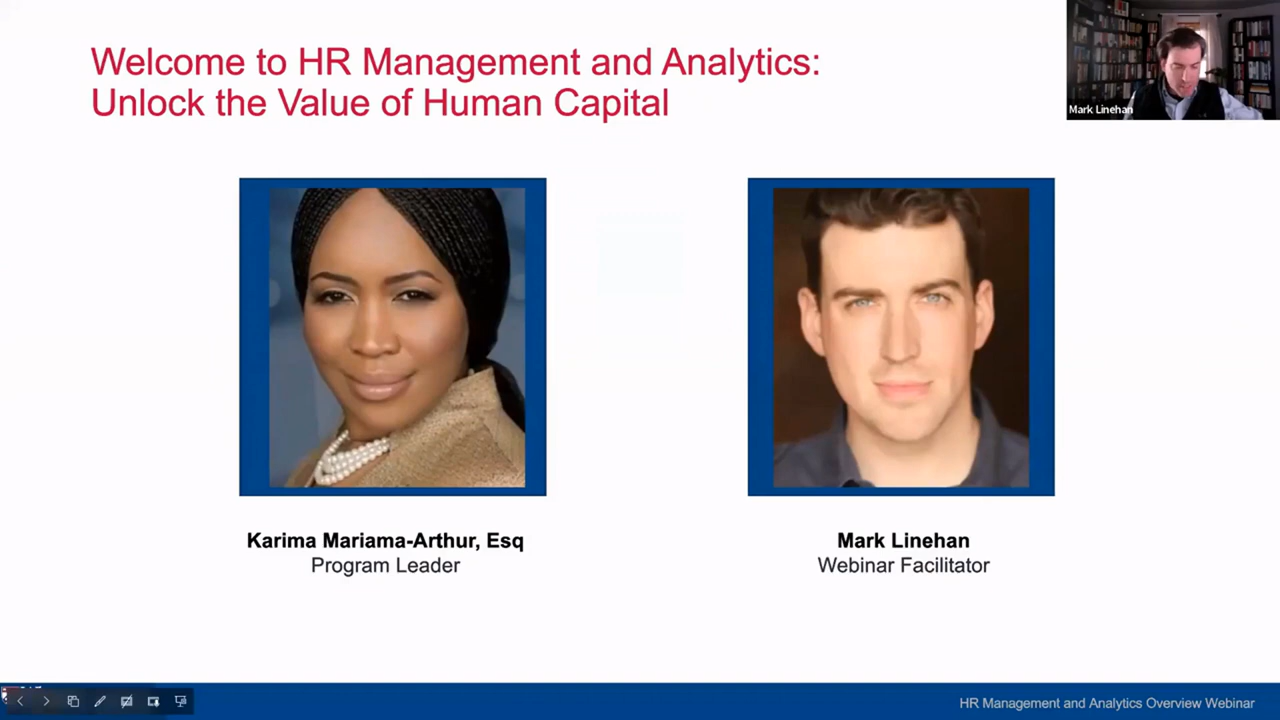 Welcome to HR Management and Analytics:
Unlock the Value of Human Capital
Mark Linehan
Karima Mariama-Arthur, Esq
Program Leader
Mark Linehan
Webinar Facilitator
HR Management and Analytics Overview Webinar